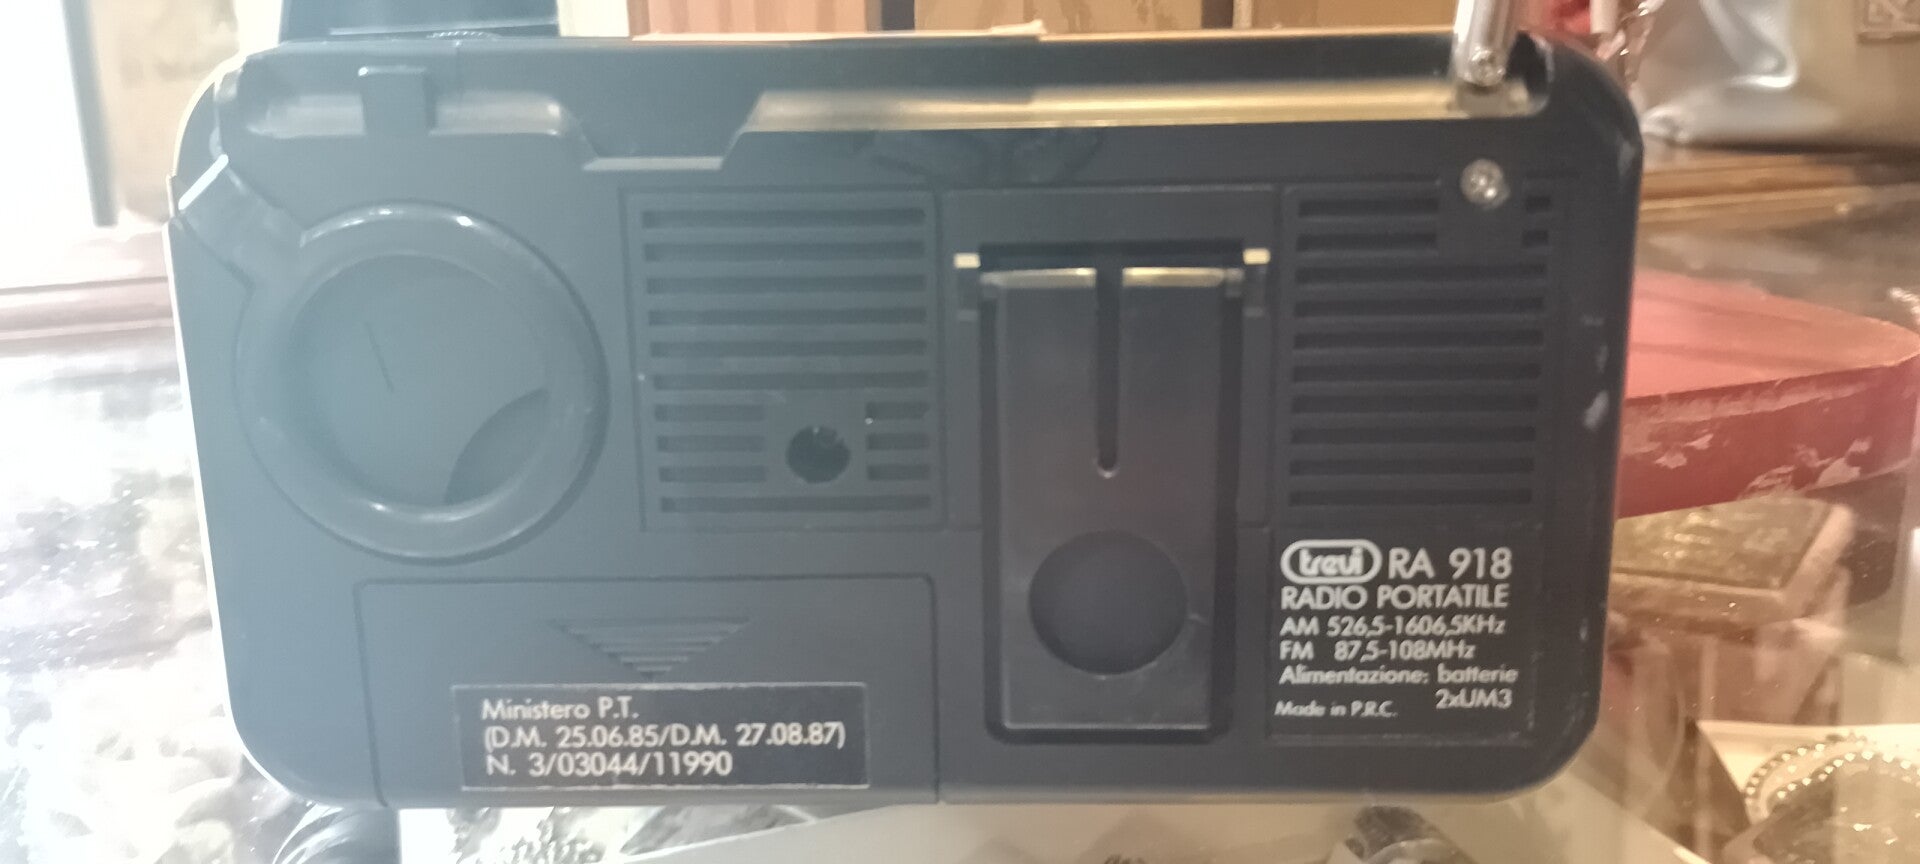 trevi RA 918
RADIO PORTATILE
AM 526,5-1606,5KHz
FM 87,5-108MHz
Alimentazione: batterie
2xUM3
Made in P.R.C.
Ministero P.T.
(D.M. 25.06.85/D.M. 27.08.87)
N. 3/03044/11990